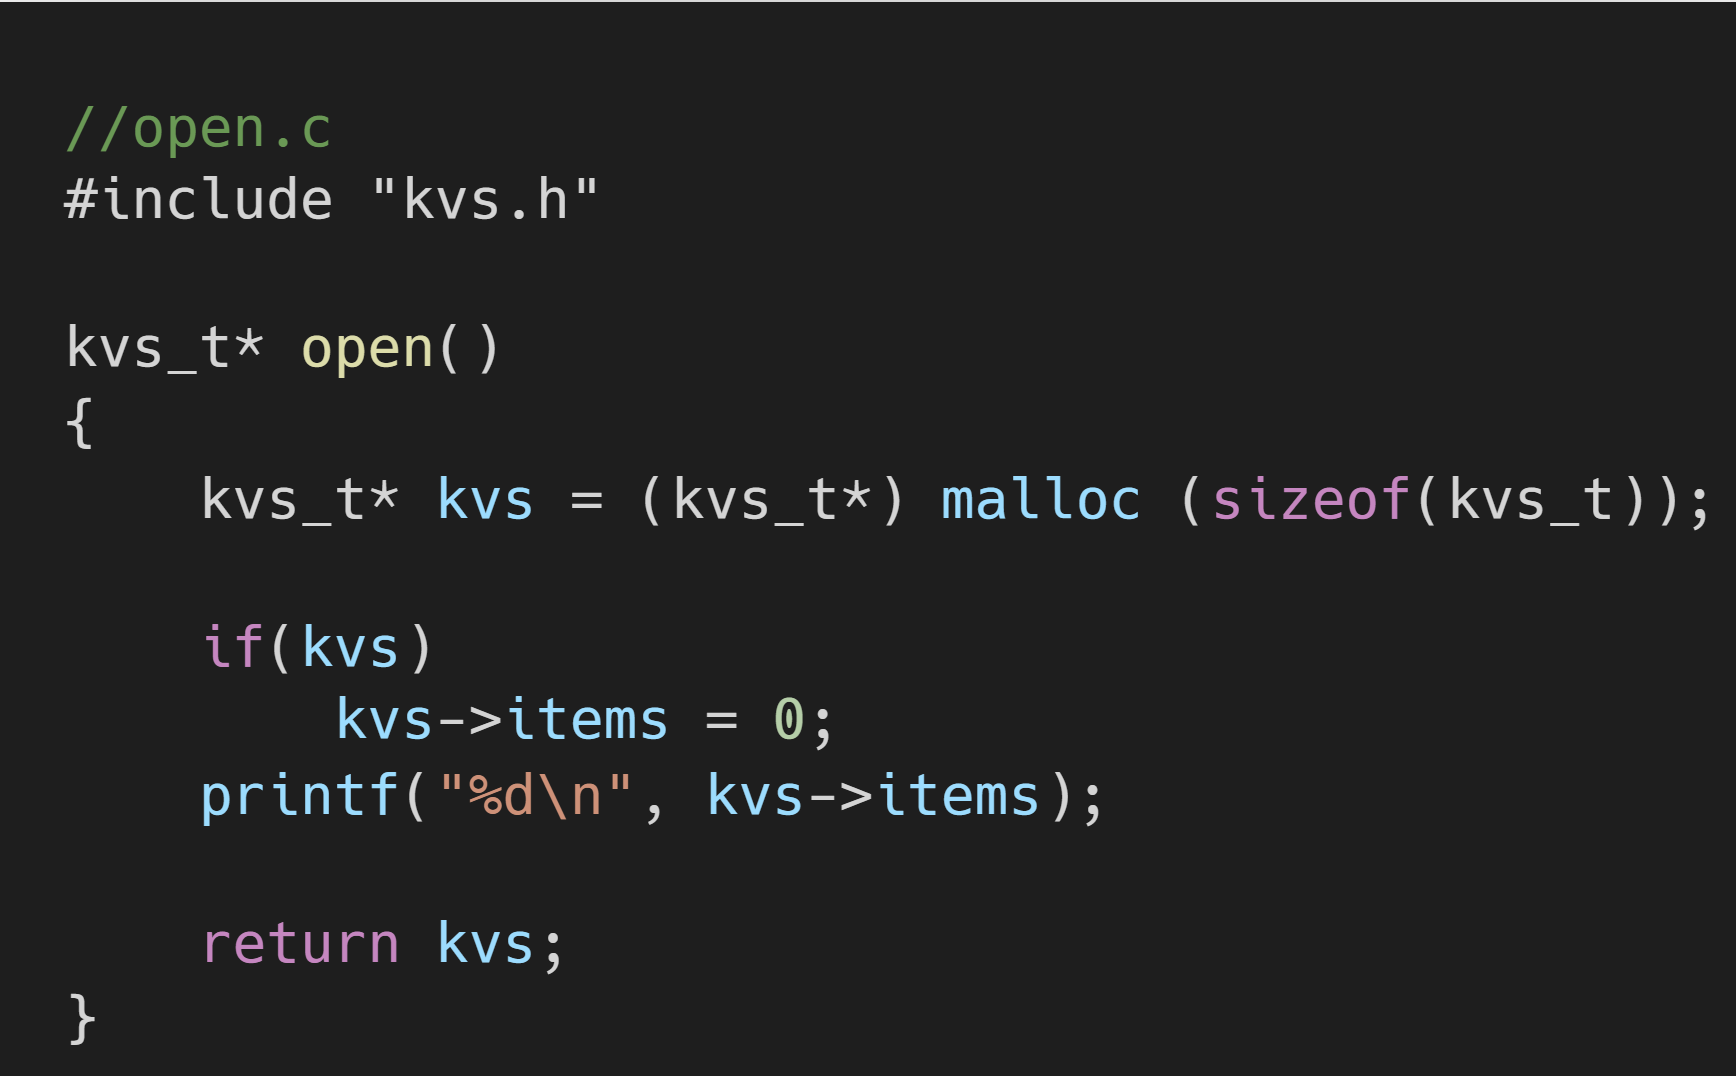 //open.c
#include "kvs.h"
kvs_t* open()
{
    kvs_t* kvs = (kvs_t*) malloc (sizeof(kvs_t));
    if(kvs)
        kvs->items = 0;
    printf("%d\n", kvs->items);
    return kvs;
}